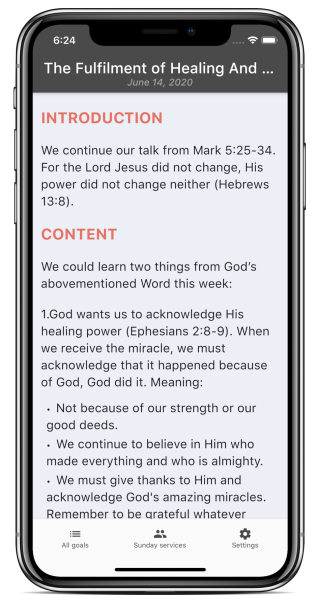 6:24
The Fulfilment of Healing And ...
June 14, 2020
INTRODUCTION
We continue our talk from Mark 5:25-34.
For the Lord Jesus did not change, His
power did not change neither (Hebrews
13:8).
CONTENT
We could learn two things from God's
abovementioned Word this week:
1.God wants us to acknowledge His
healing power (Ephesians 2:8-9). When
we receive the miracle, we must
acknowledge that it happened because
of God, God did it. Meaning:
• Not because of our strength or our
good deeds.
• We continue to believe in Him who
made everything and who is almighty.
• We must give thanks to Him and
acknowledge God's amazing miracles.
Remember to be grateful whatever
All goals
Sunday services
Settings